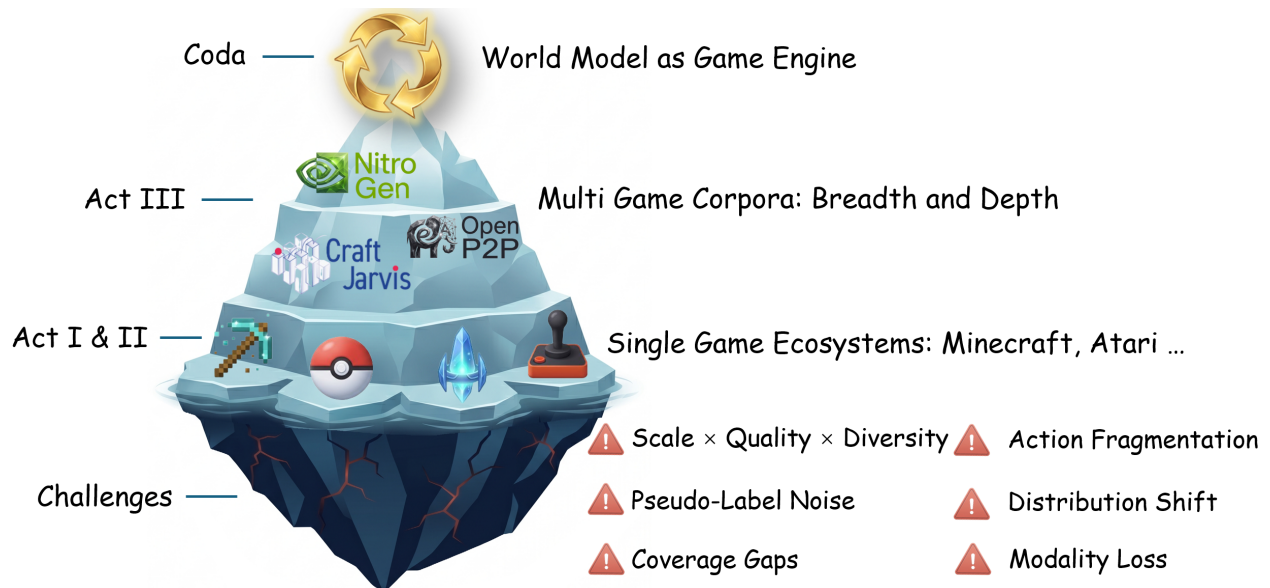 Coda
World Model as Game Engine
Nitro
Gen
Act III
Multi Game Corpora: Breadth and Depth
Open
P2P
Craft
Jarvis
Act I & II
Single Game Ecosystems: Minecraft, Atari ...
Scale × Quality × Diversity
Action Fragmentation
Challenges
Pseudo-Label Noise
Distribution Shift
Coverage Gaps
Modality Loss